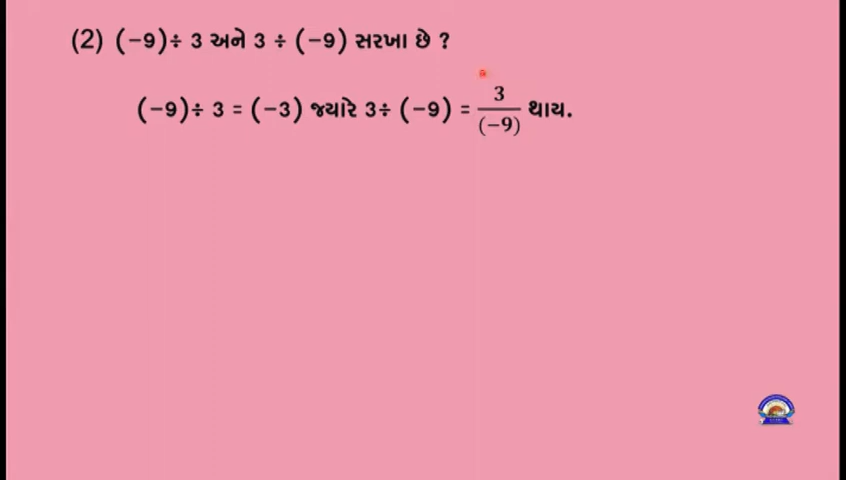 (2) (−9)÷ 3 અને 3 ÷ (−9) સરખા છે ?
(−9)÷ 3 = (−3) જ્યારે 3÷ (−9) = 3/(−9) થાય.